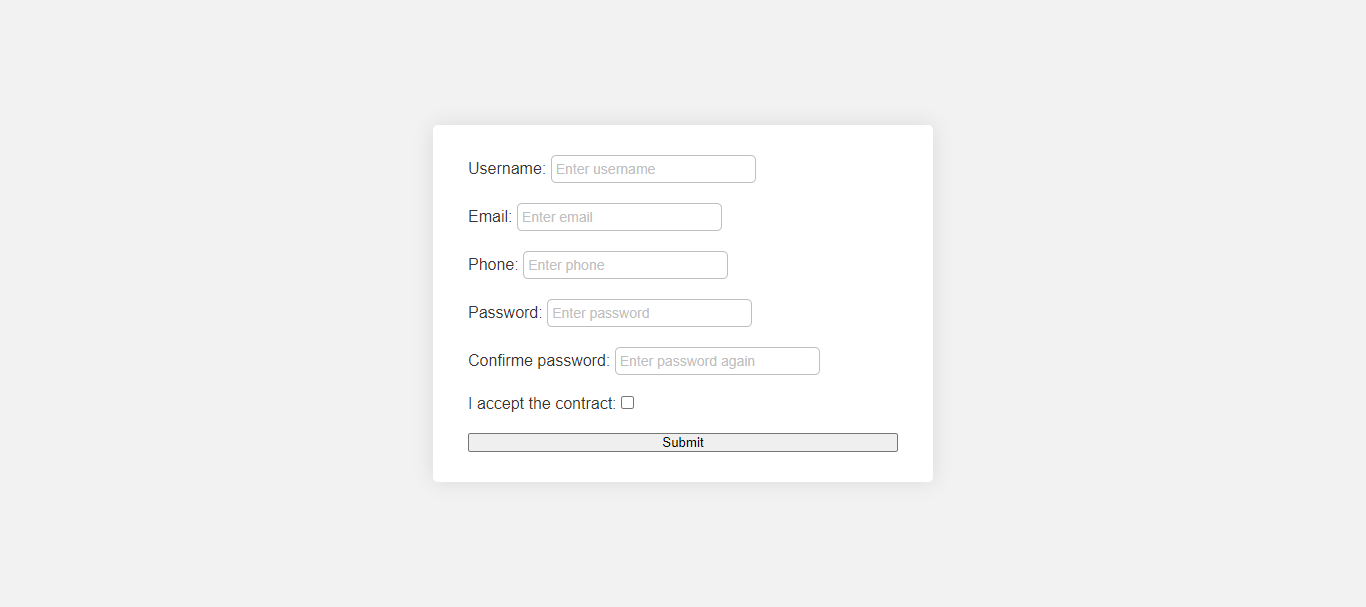 Username: Enter username
Email: Enter email
Phone: Enter phone
Password: Enter password
Confirme password: Enter password again
I accept the contract:
Submit